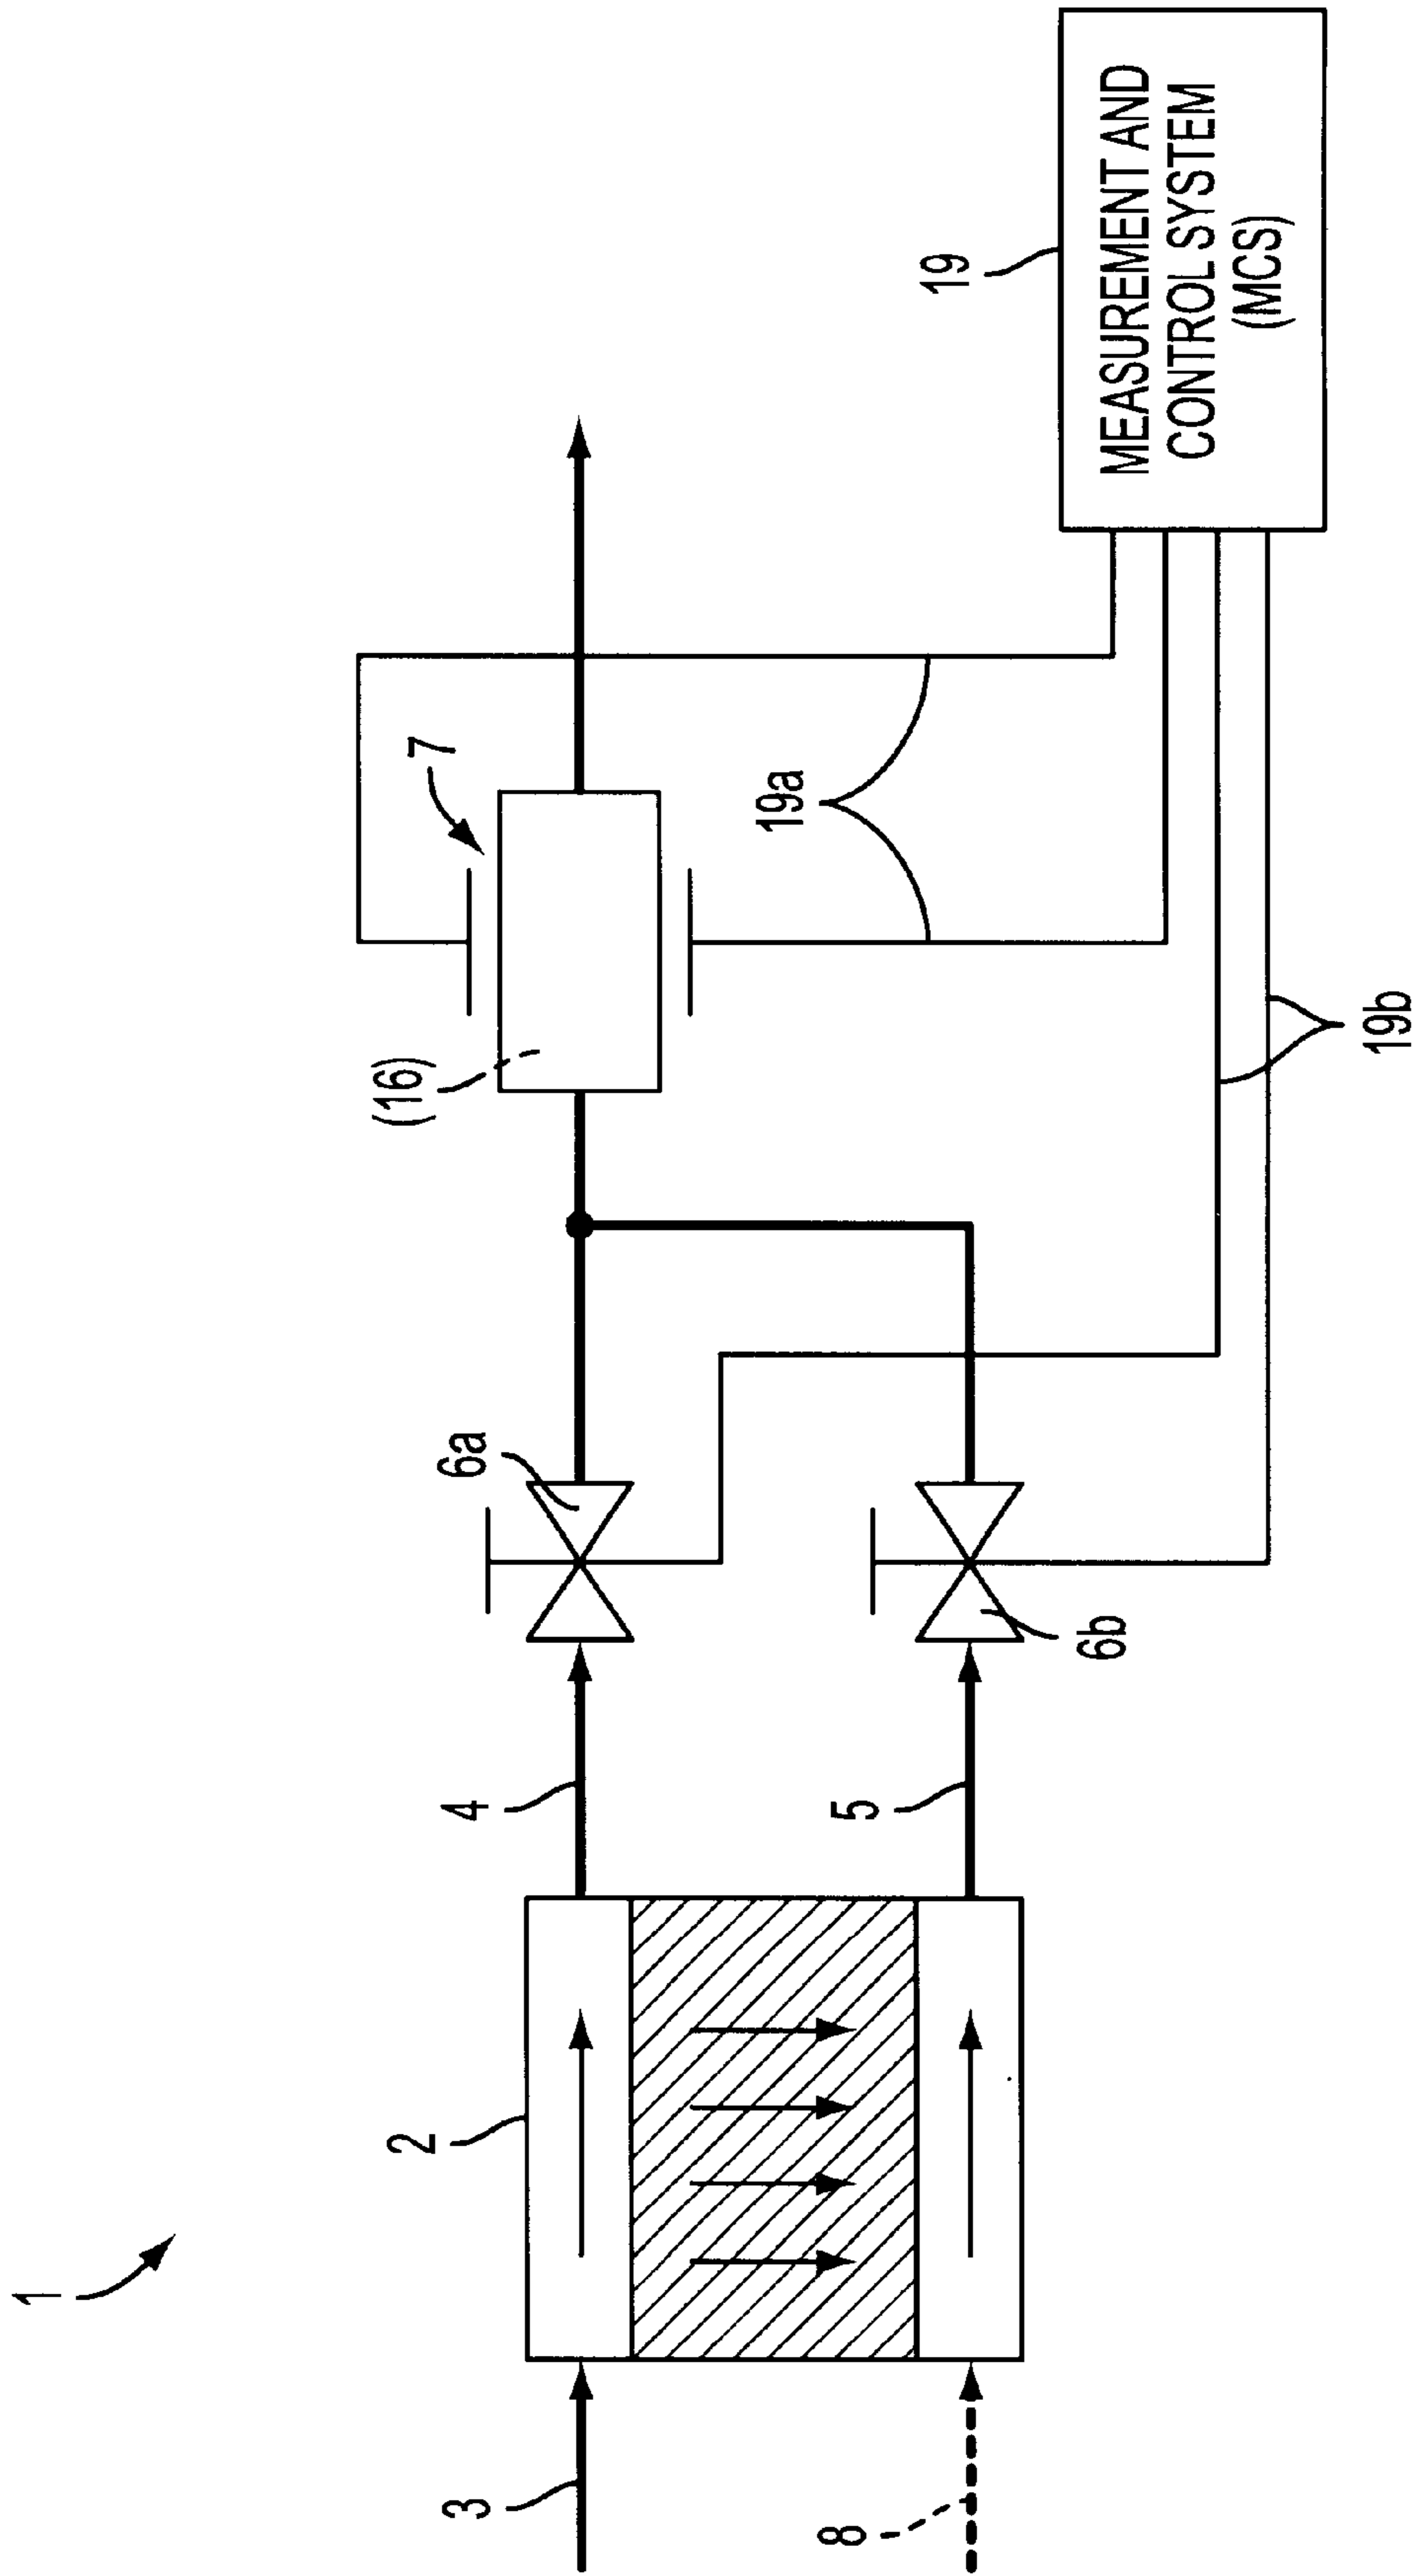 1
2
3
4
5
8
6a
6b
7
(16)
19a
19b
19
MEASUREMENT AND
CONTROL SYSTEM
(MCS)